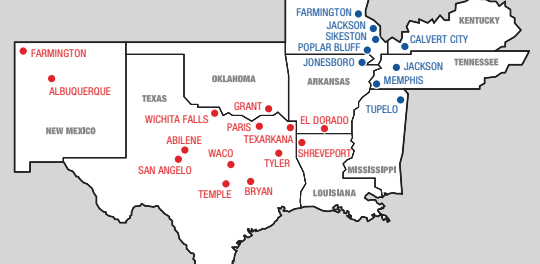 FARMINGTON
JACKSON
SIKESTON
POPLAR BLUFF
JONESBORO
KENTUCKY
CALVERT CITY
TENNESSEE
JACKSON
MEMPHIS
TUPELO
FARMINGTON
ALBUQUERQUE
NEW MEXICO
TEXAS
OKLAHOMA
ARKANSAS
GRANT
WICHITA FALLS
PARIS
EL DORADO
TEXARKANA
ABILENE
SAN ANGELO
WACO
TYLER
SHREVEPORT
MISSISSIPPI
TEMPLE
BRYAN
LOUISIANA